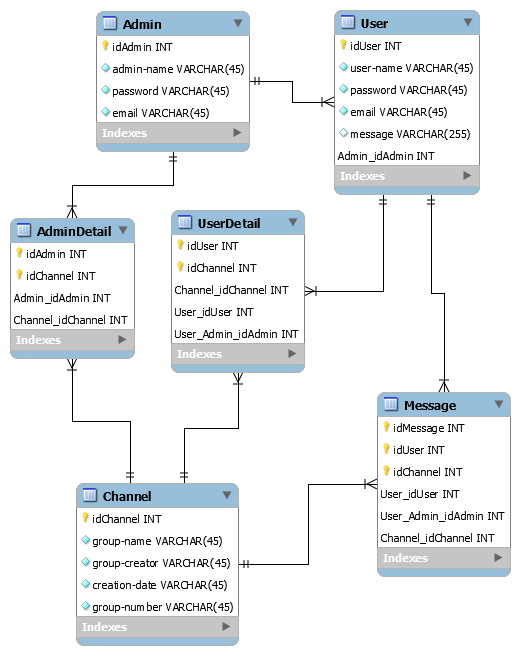 Admin
idAdmin INT
admin-name VARCHAR(45)
password VARCHAR(45)
email VARCHAR(45)
Indexes
User
idUser INT
user-name VARCHAR(45)
password VARCHAR(45)
email VARCHAR(45)
message VARCHAR(255)
Admin_idAdmin INT
Indexes
AdminDetail
idAdmin INT
idChannel INT
Admin_idAdmin INT
Channel_idChannel INT
Indexes
UserDetail
idUser INT
idChannel INT
Channel_idChannel INT
User_idUser INT
User_Admin_idAdmin INT
Indexes
Message
idMessage INT
idUser INT
idChannel INT
User_idUser INT
User_Admin_idAdmin INT
Channel_idChannel INT
Indexes
Channel
idChannel INT
group-name VARCHAR(45)
group-creator VARCHAR(45)
creation-date VARCHAR(45)
group-number VARCHAR(45)
Indexes